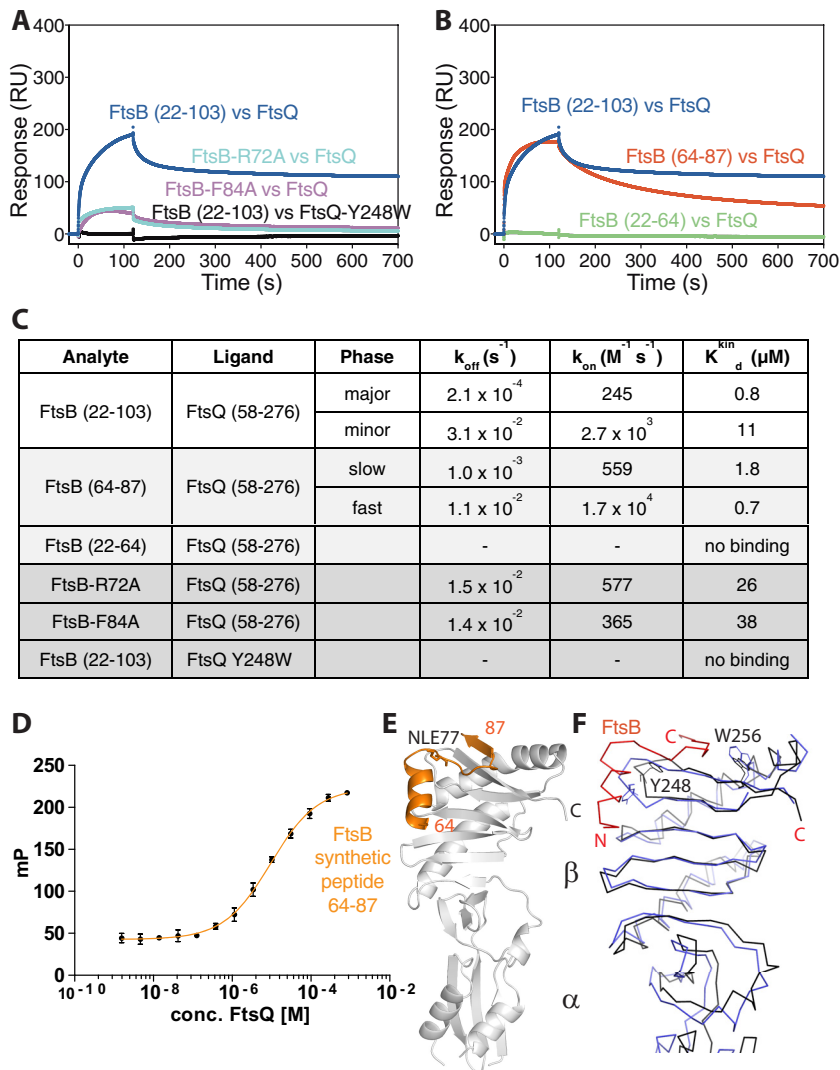 A
Response (RU)
400
300
200
100
0
FtsB (22-103) vs FtsQ
FtsB-R72A vs FtsQ
FtsB-F84A vs FtsQ
FtsB (22-103) vs FtsQ-Y248W
0 100 200 300 400 500 600 700
Time (s)
B
Response (RU)
400
300
200
100
0
FtsB (22-103) vs FtsQ
FtsB (64-87) vs FtsQ
FtsB (22-64) vs FtsQ
0 100 200 300 400 500 600 700
Time (s)
C
Analyte Ligand Phase k_off (s^-1) k_on (M^-1 s^-1) K_d^kin (μM)
FtsB (22-103) FtsQ (58-276) major 2.1 x 10^-4 245 0.8
minor 3.1 x 10^-2 2.7 x 10^3 11
FtsB (64-87) FtsQ (58-276) slow 1.0 x 10^-3 559 1.8
fast 1.1 x 10^-2 1.7 x 10^4 0.7
FtsB (22-64) FtsQ (58-276) - - no binding
FtsB-R72A FtsQ (58-276) 1.5 x 10^-2 577 26
FtsB-F84A FtsQ (58-276) 1.4 x 10^-2 365 38
FtsB (22-103) FtsQ Y248W - - no binding
D
mP
250
200
150
100
50
0
FtsB
synthetic
peptide
64-87
10^-10 10^-8 10^-6 10^-4 10^-2
conc. FtsQ [M]
E
NLE77
87
64
C
β
α
F
FtsB
C
W256
Y248
N
C